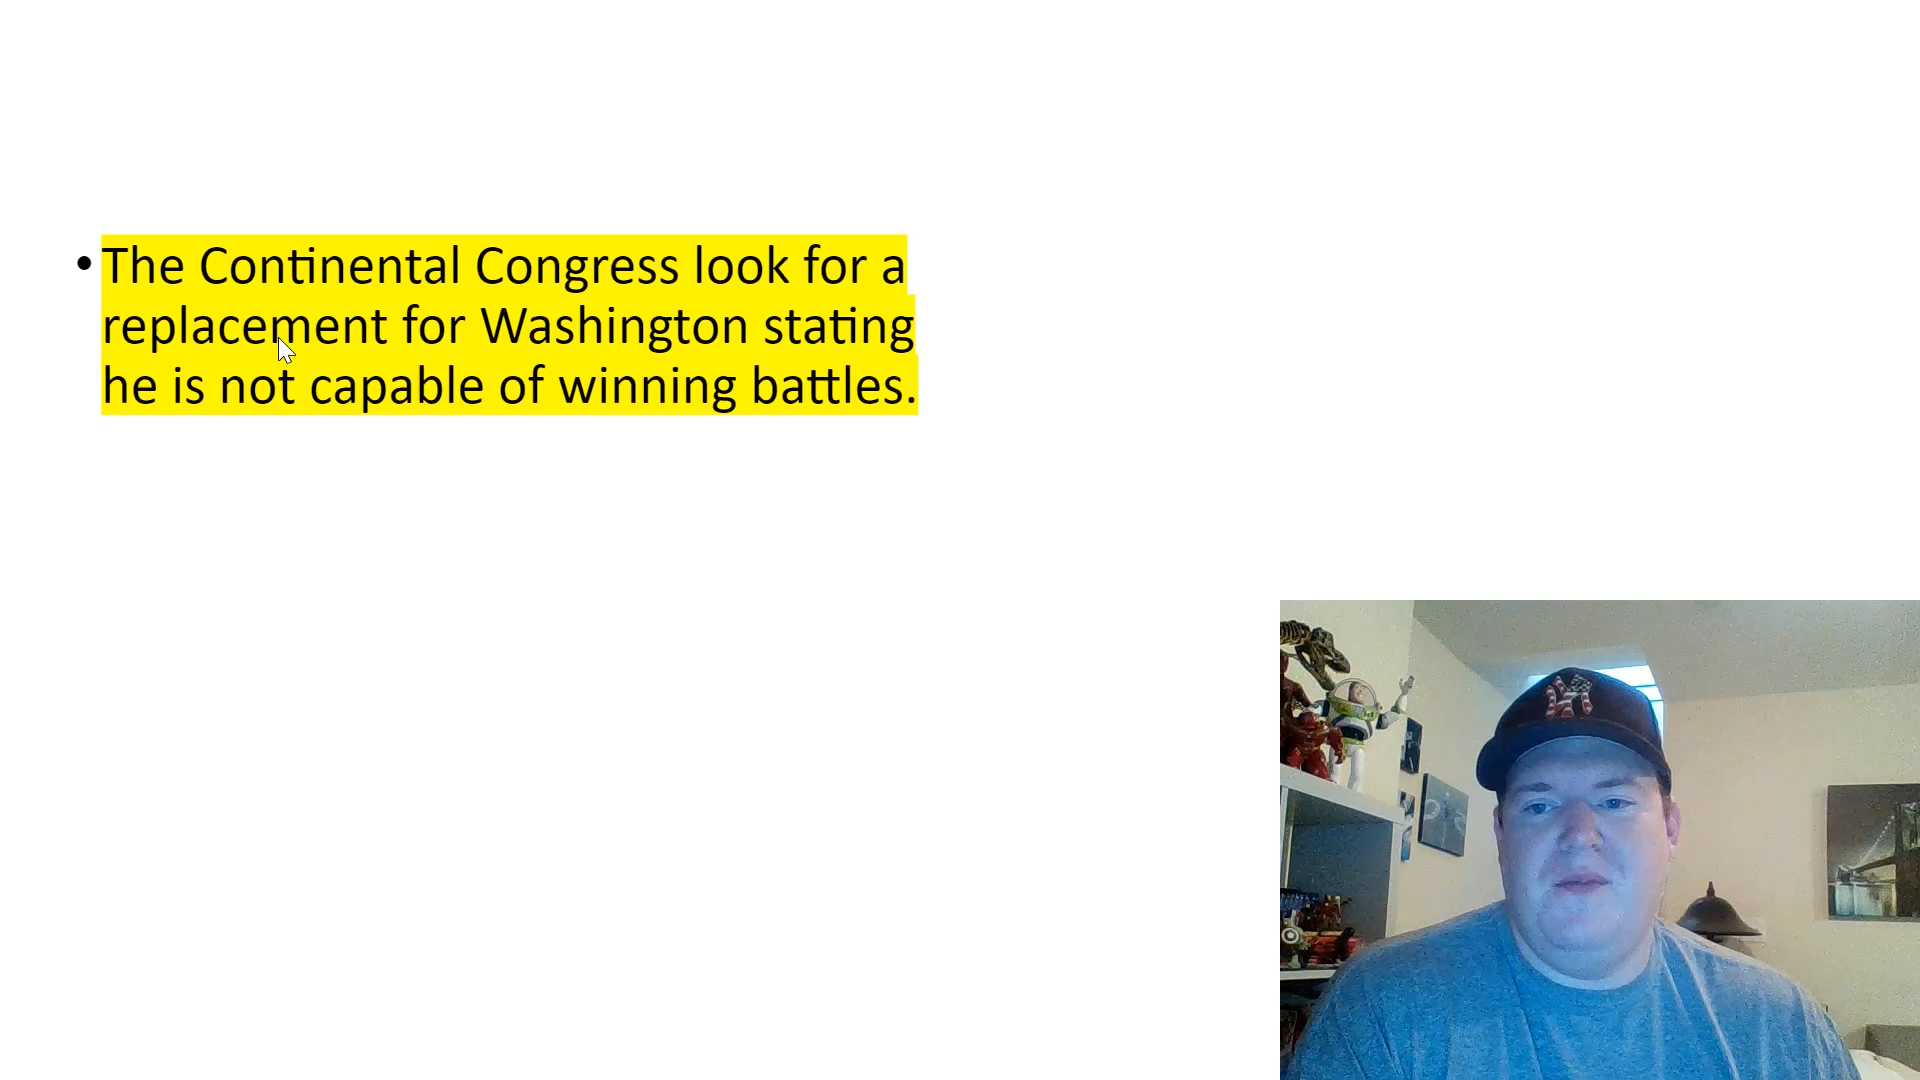 • The Continental Congress look for a
replacement for Washington stating
he is not capable of winning battles.